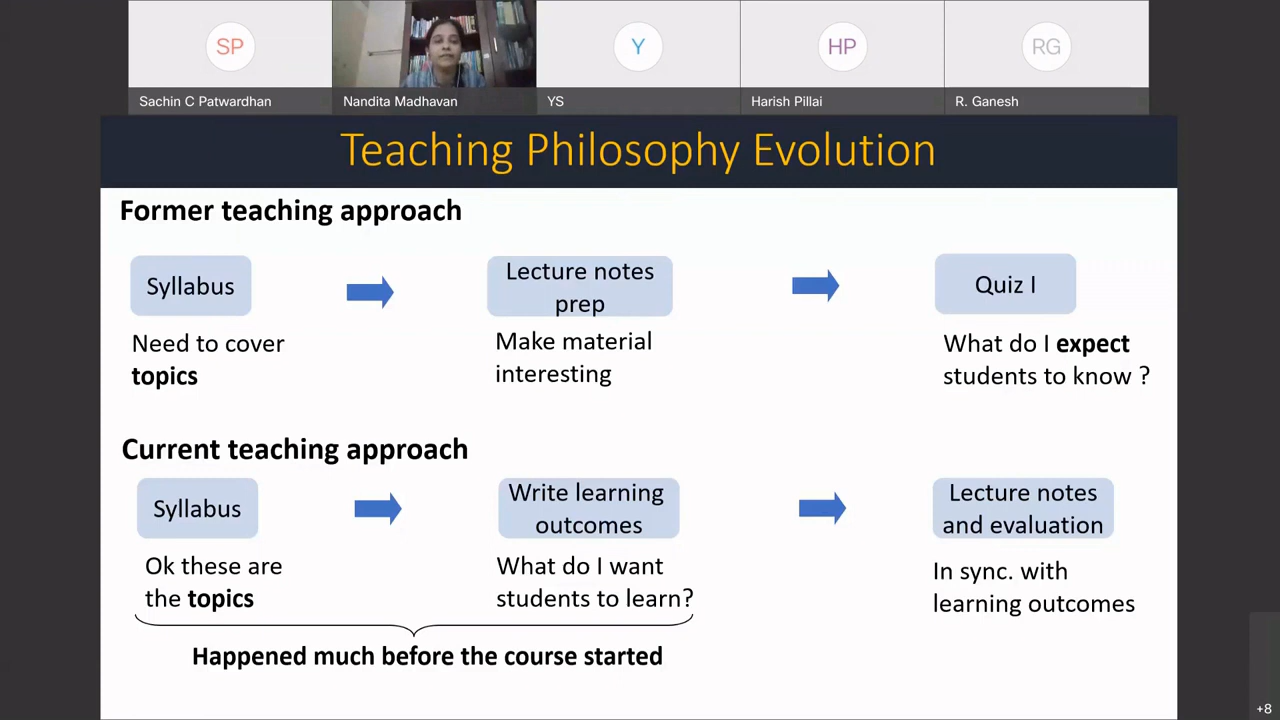 SP
Y
HP
RG
Sachin C Patwardhan
Nandita Madhavan
YS
Harish Pillai
R. Ganesh
Teaching Philosophy Evolution
Former teaching approach
Syllabus
Lecture notes
prep
Quiz I
Need to cover
topics
Make material
interesting
What do I expect
students to know ?
Current teaching approach
Syllabus
Write learning
outcomes
Lecture notes
and evaluation
Ok these are
the topics
What do I want
students to learn?
In sync. with
learning outcomes
Happened much before the course started
+8